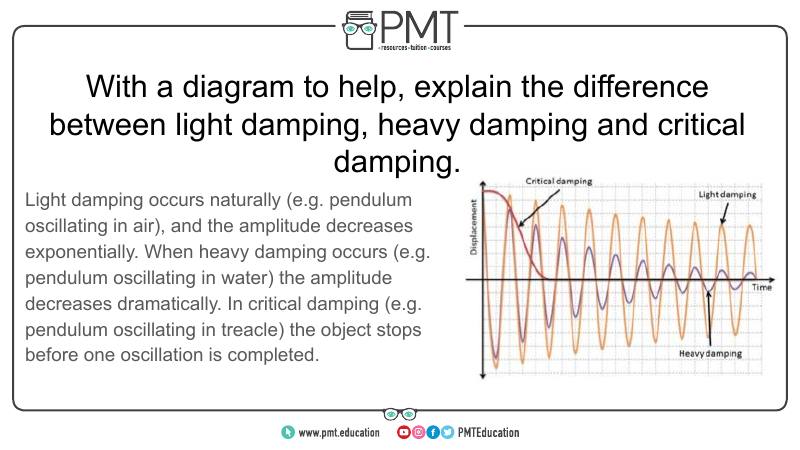 PMT
resources • tuition • courses
With a diagram to help, explain the difference
between light damping, heavy damping and critical
damping.
Light damping occurs naturally (e.g. pendulum
oscillating in air), and the amplitude decreases
exponentially. When heavy damping occurs (e.g.
pendulum oscillating in water) the amplitude
decreases dramatically. In critical damping (e.g.
pendulum oscillating in treacle) the object stops
before one oscillation is completed.
Critical damping
Light damping
Displacement
Time
Heavy damping
www.pmt.education
PMTEducation